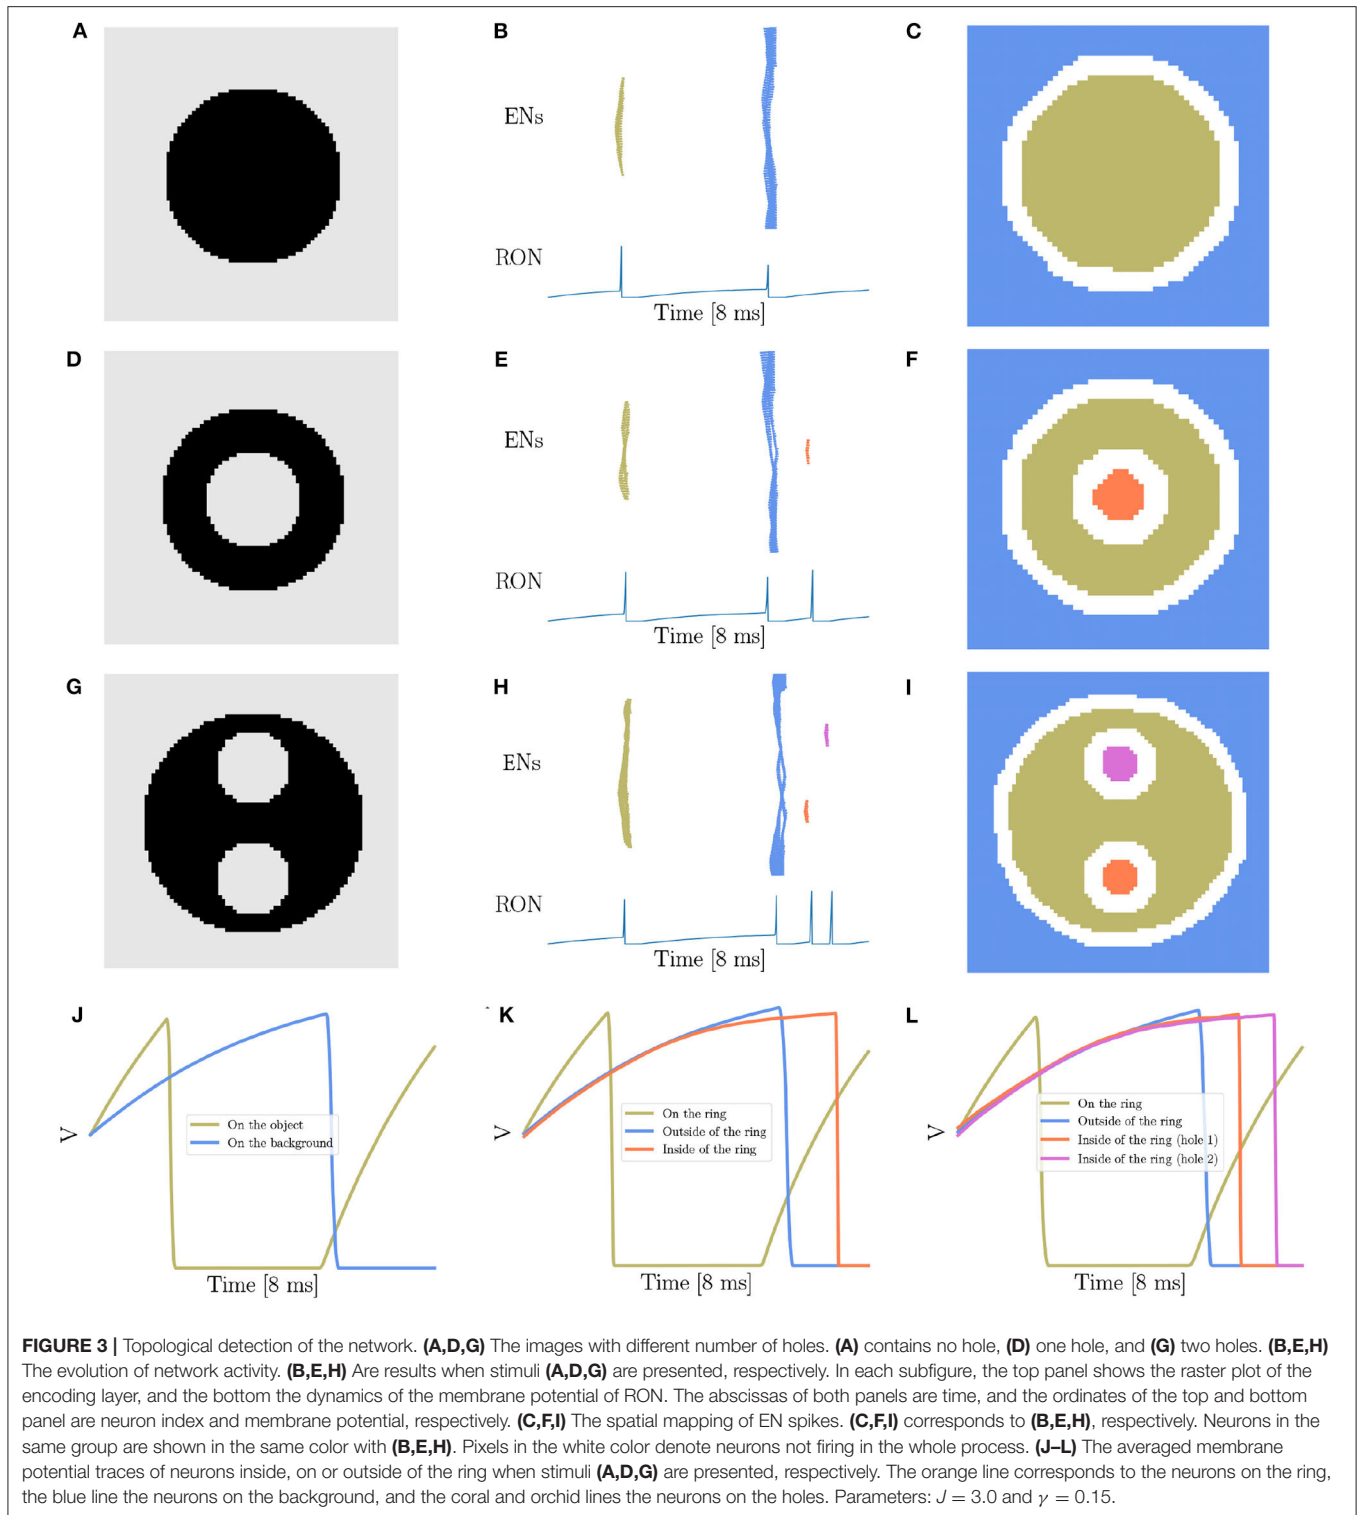 A
B
C
ENs
RON
Time [8 ms]
D
E
F
ENs
RON
Time [8 ms]
G
H
I
ENs
RON
Time [8 ms]
J
K
L
V
On the object
On the background
Time [8 ms]
V
On the ring
Outside of the ring
Inside of the ring
Time [8 ms]
V
On the ring
Outside of the ring
Inside of the ring (hole 1)
Inside of the ring (hole 2)
Time [8 ms]
FIGURE 3 | Topological detection of the network. (A,D,G) The images with different number of holes. (A) contains no hole, (D) one hole, and (G) two holes. (B,E,H)
The evolution of network activity. (B,E,H) Are results when stimuli (A,D,G) are presented, respectively. In each subfigure, the top panel shows the raster plot of the
encoding layer, and the bottom the dynamics of the membrane potential of RON. The abscissas of both panels are time, and the ordinates of the top and bottom
panel are neuron index and membrane potential, respectively. (C,F,I) The spatial mapping of EN spikes. (C,F,I) corresponds to (B,E,H), respectively. Neurons in the
same group are shown in the same color with (B,E,H). Pixels in the white color denote neurons not firing in the whole process. (J–L) The averaged membrane
potential traces of neurons inside, on or outside of the ring when stimuli (A,D,G) are presented, respectively. The orange line corresponds to the neurons on the ring,
the blue line the neurons on the background, and the coral and orchid lines the neurons on the holes. Parameters: J = 3.0 and γ = 0.15.